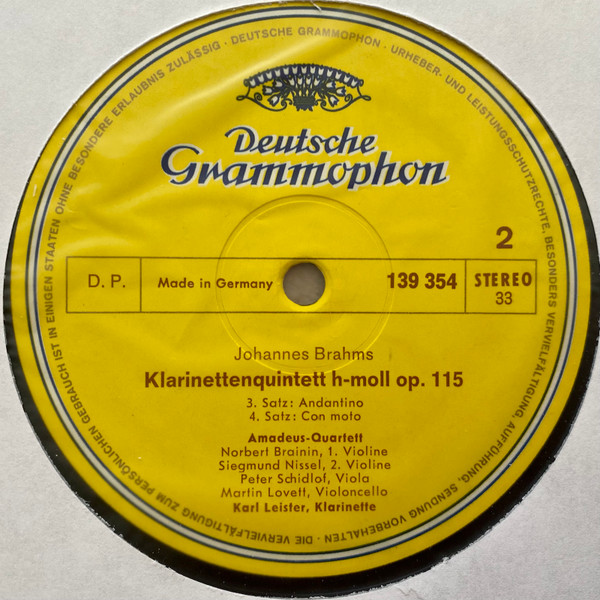 DEUTSCHE GRAMMOPHON · URHEBER- UND LEISTUNGSSCHUTZRECHTE, BESONDERS VERVIELFÄLTIGUNG, AUFFÜHRUNG, SENDUNG VORBEHALTEN · DIE VERVIELFÄLTIGUNG ZUM PERSÖNLICHEN GEBRAUCH IST IN EINIGEN STAATEN OHNE BESONDERE ERLAUBNIS ZULÄSSIG ·
Deutsche
Grammophon
2
D. P. Made in Germany 139 354 STEREO
33
Johannes Brahms
Klarinettenquintett h-moll op. 115
3. Satz: Andantino
4. Satz: Con moto
Amadeus-Quartett
Norbert Brainin, 1. Violine
Siegmund Nissel, 2. Violine
Peter Schidlof, Viola
Martin Lovett, Violoncello
Karl Leister, Klarinette